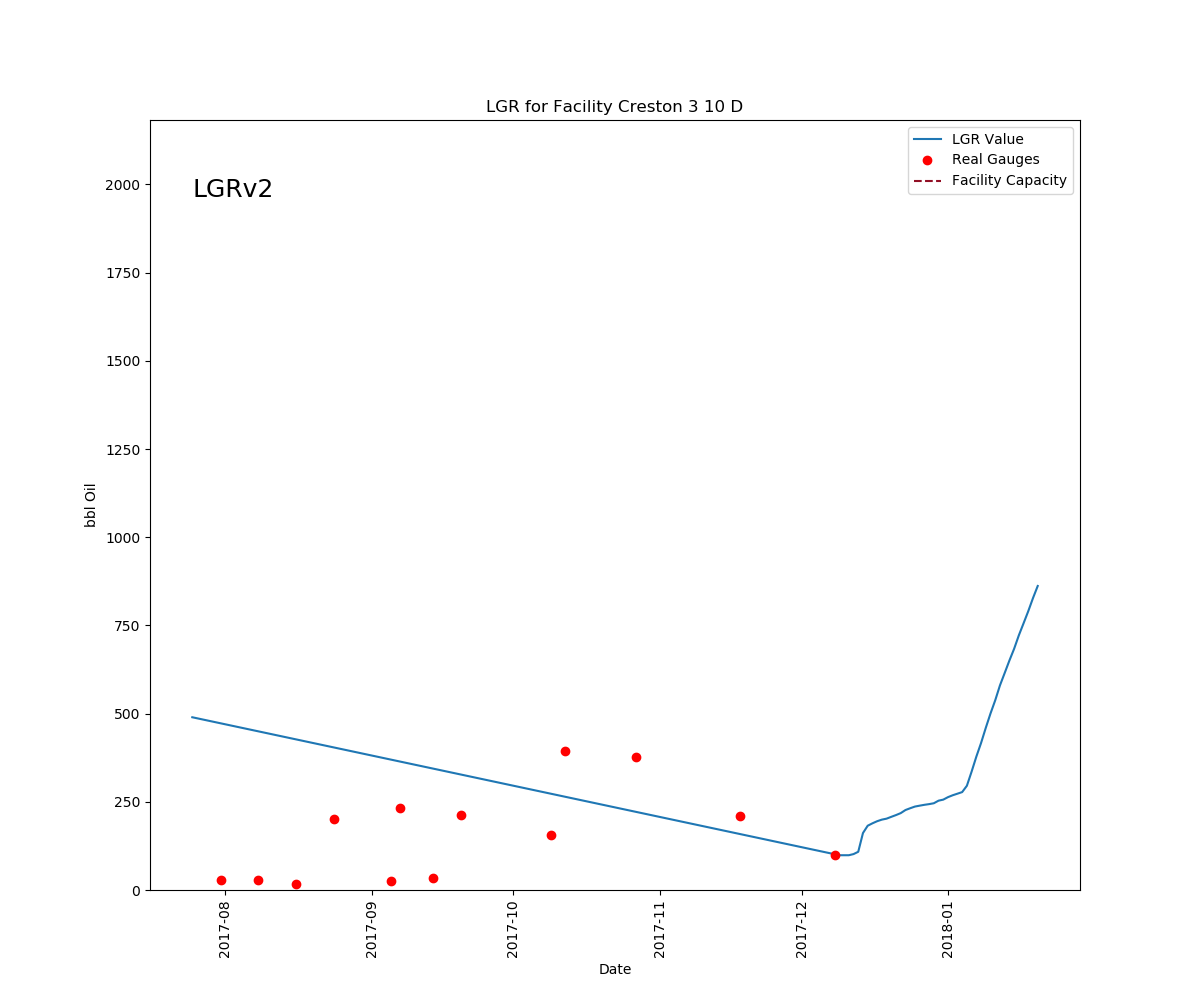 LGR for Facility Creston 3 10 D
LGRv2
LGR Value
Real Gauges
Facility Capacity
bbl Oil
2000
1750
1500
1250
1000
750
500
250
0
2017-08
2017-09
2017-10
2017-11
2017-12
2018-01
Date